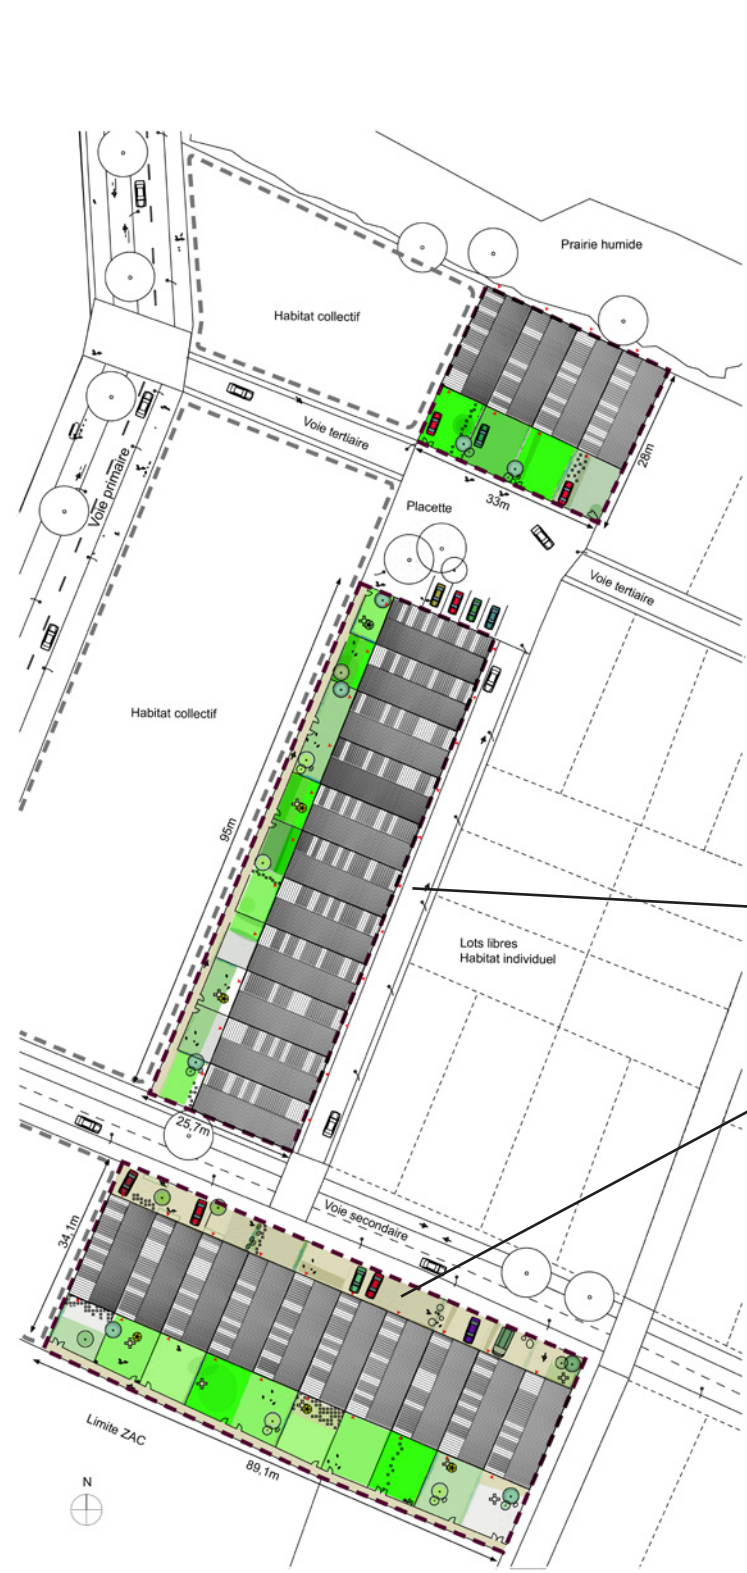 Prairie humide
Habitat collectif
Voie tertiaire
28m
33m
Voie primaire
Placette
Voie tertiaire
Habitat collectif
95m
Lots libres
Habitat individuel
25,7m
Voie secondaire
34,1m
Limite ZAC
89,1m
N